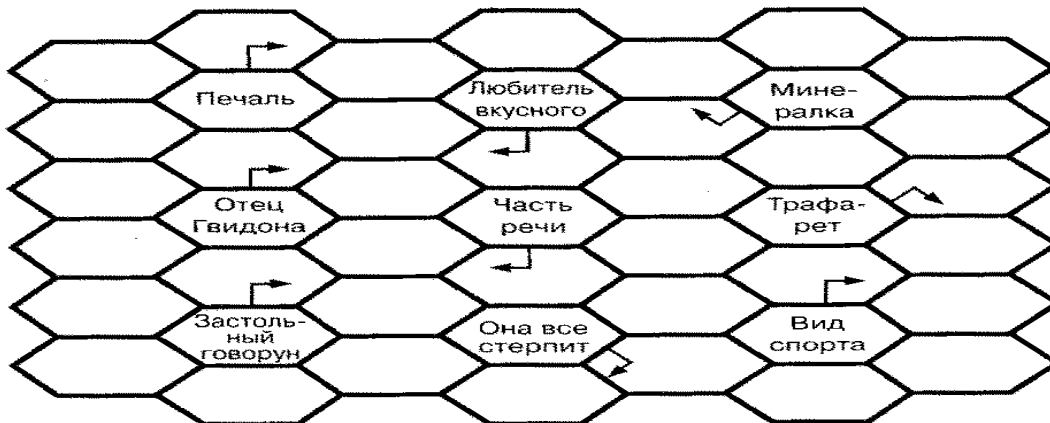 Печаль
Любитель
вкусного
Мине-
ралка
Отец
Гвидона
Часть
речи
Трафа-
рет
Застоль-
ный
говорун
Она все
стерпит
Вид
спорта